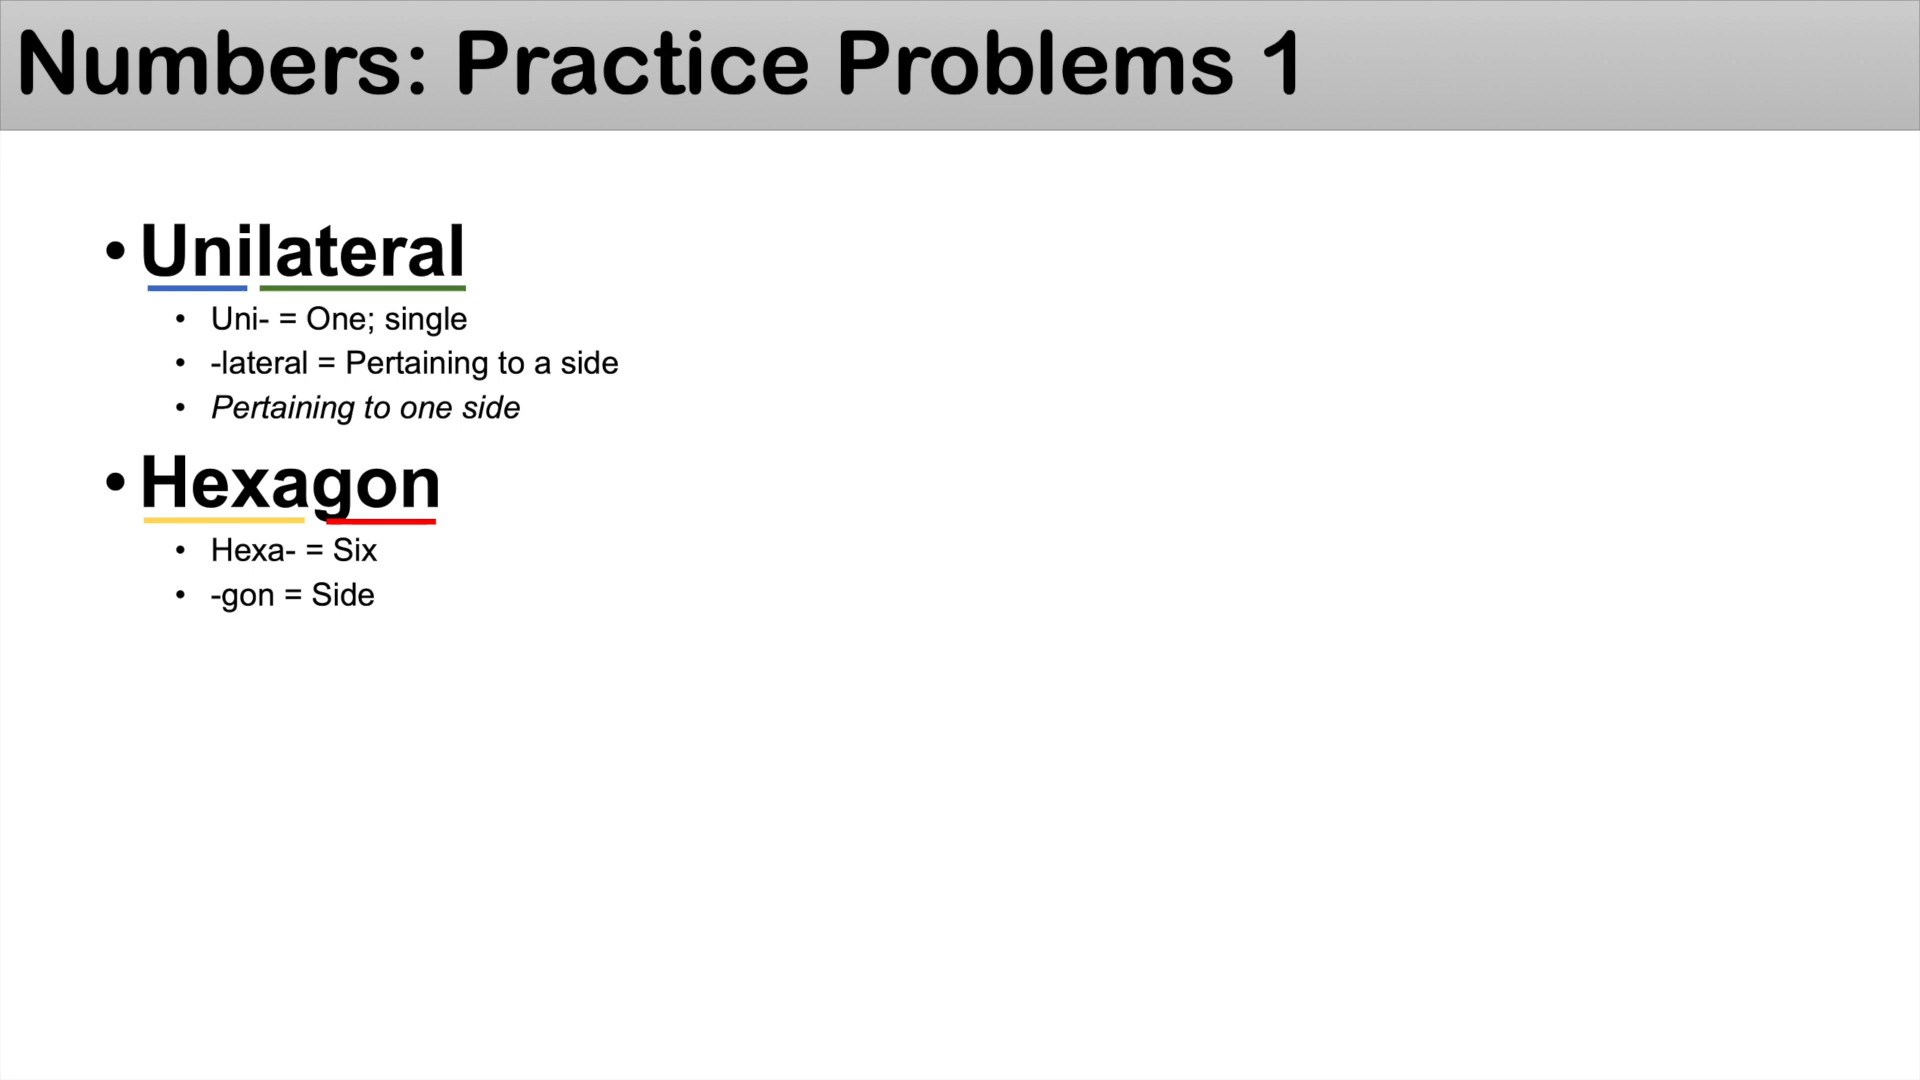 Numbers: Practice Problems 1
• Unilateral
• Uni- = One; single
• -lateral = Pertaining to a side
• Pertaining to one side
• Hexagon
• Hexa- = Six
• -gon = Side